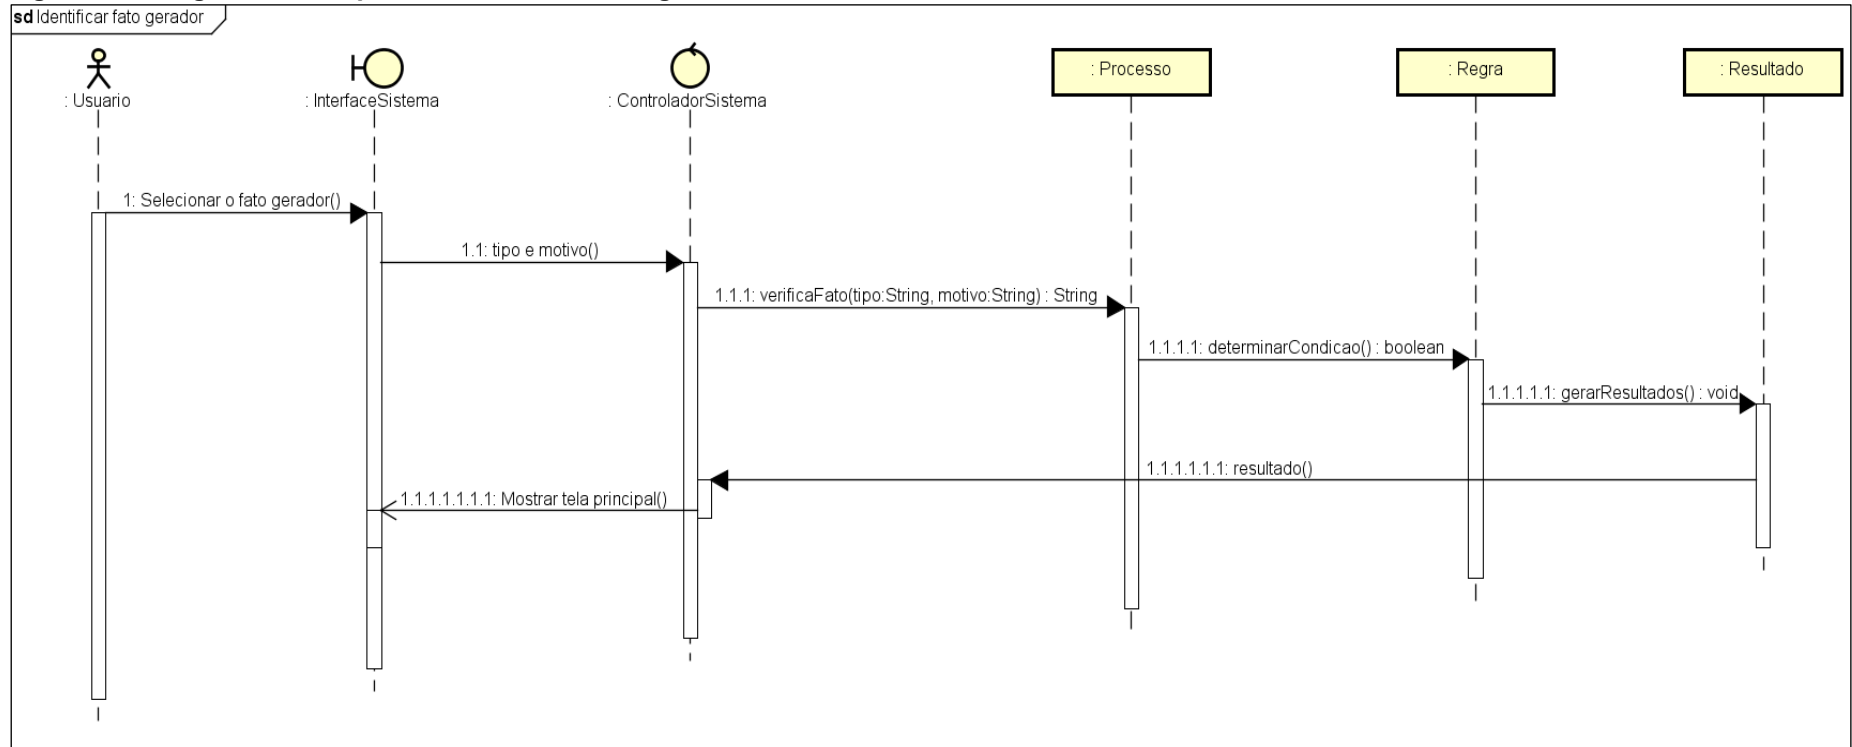 sd Identificar fato gerador
: Usuario
: InterfaceSistema
: ControladorSistema
: Processo
: Regra
: Resultado
1: Selecionar o fato gerador()
1.1: tipo e motivo()
1.1.1: verificaFato(tipo:String, motivo:String) : String
1.1.1.1: determinarCondicao() : boolean
1.1.1.1.1: gerarResultados() : void
1.1.1.1.1.1: resultado()
1.1.1.1.1.1.1: Mostrar tela principal()